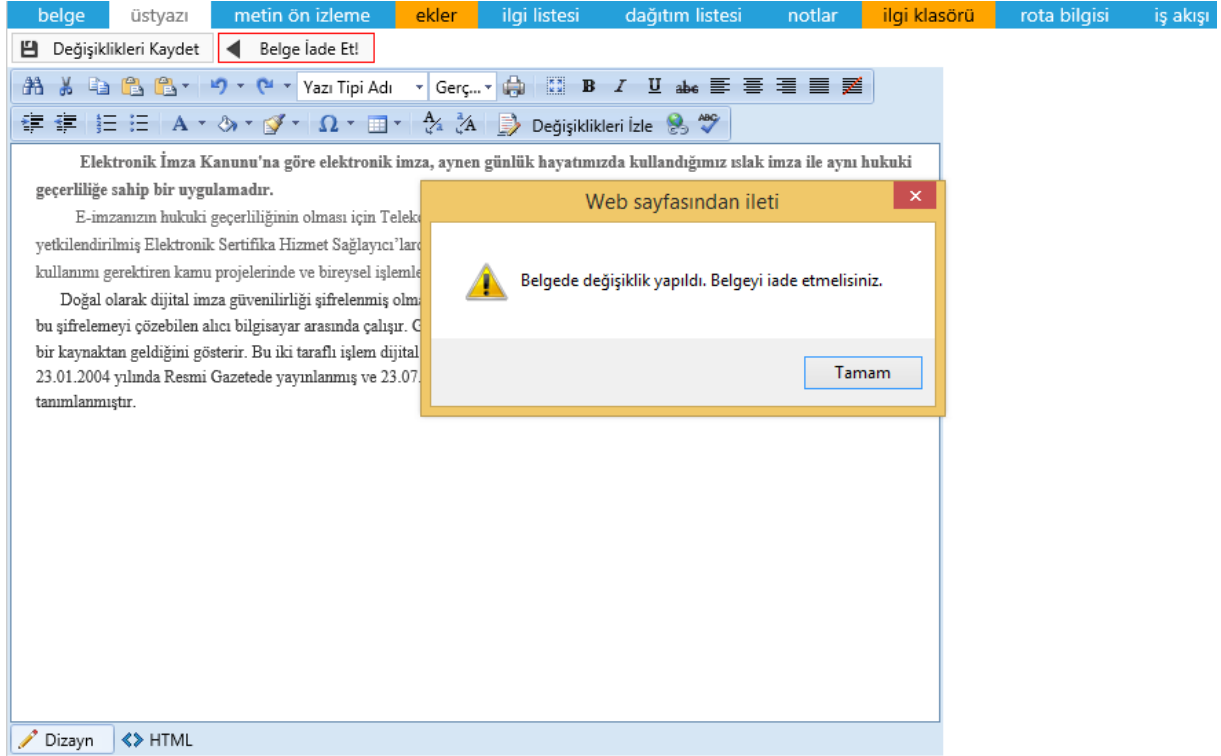 belge üstyazı metin ön izleme ekler ilgi listesi dağıtım listesi notlar ilgi klasörü rota bilgisi iş akışı
Değişiklikleri Kaydet Belge İade Et!
Yazı Tipi Adı Gerç... B I U abc
A Ω Değişiklikleri İzle ABC
Elektronik İmza Kanunu'na göre elektronik imza, aynen günlük hayatımızda kullandığımız ıslak imza ile aynı hukuki
geçerliliğe sahip bir uygulamadır.
E-imzanızın hukuki geçerliliğinin olması için
yetkilendirilmiş Elektronik Sertifika Hizmet
kullanımı gerektiren kamu projelerinde ve bireysel
Doğal olarak dijital imza güvenilirliği şifrelenmiş
bu şifrelemeyi çözebilen alıcı bilgisayar arasında çalışır.
bir kaynaktan geldiğini gösterir. Bu iki taraflı işlem dijital
23.01.2004 yılında Resmi Gazetede yayınlanmış ve 23.07.
tanımlanmıştır.
Web sayfasından ileti
Belgede değişiklik yapıldı. Belgeyi iade etmelisiniz.
Tamam
Dizayn HTML